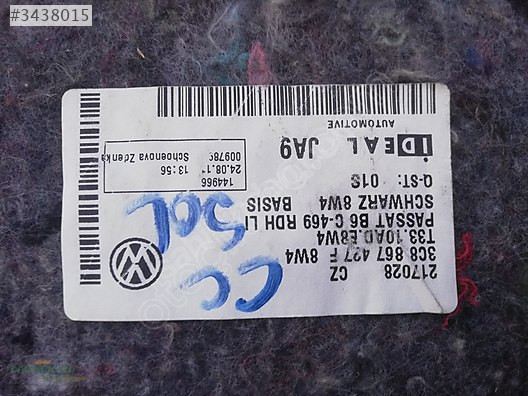 #3438015
IDEAL JA9
AUTOMOTIVE
Q-ST: 01S
217028 CZ
3C8 867 427 F 8W4
T33.10AD.E8W4
PASSAT B6 C-469 RDH LI
SCHWARZ 8W4 BASIS
144966
24.08.11 13:56
009789 Schoenova Zdenka
CC
SOL